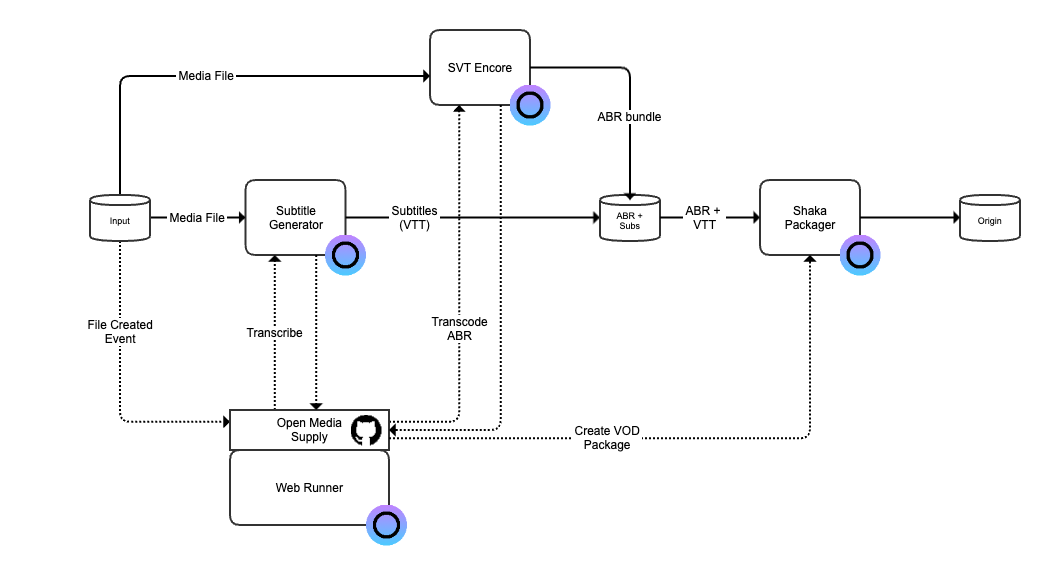 SVT Encore
Media File
ABR bundle
Input
Media File
Subtitle
Generator
Subtitles
(VTT)
ABR +
Subs
ABR +
VTT
Shaka
Packager
Origin
File Created
Event
Transcribe
Transcode
ABR
Open Media
Supply
Create VOD
Package
Web Runner